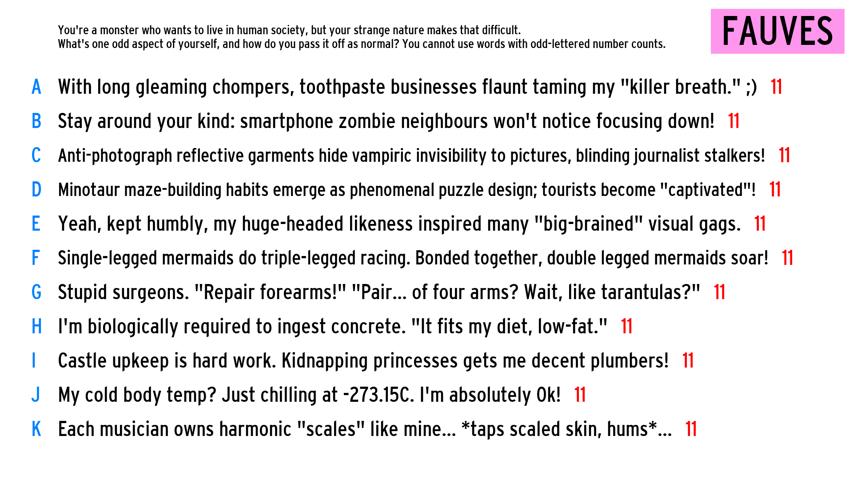 You're a monster who wants to live in human society, but your strange nature makes that difficult.
What's one odd aspect of yourself, and how do you pass it off as normal? You cannot use words with odd-lettered number counts.
FAUVES
A With long gleaming chompers, toothpaste businesses flaunt taming my "killer breath." ;) 11
B Stay around your kind: smartphone zombie neighbours won't notice focusing down! 11
C Anti-photograph reflective garments hide vampiric invisibility to pictures, blinding journalist stalkers! 11
D Minotaur maze-building habits emerge as phenomenal puzzle design; tourists become "captivated"! 11
E Yeah, kept humbly, my huge-headed likeness inspired many "big-brained" visual gags. 11
F Single-legged mermaids do triple-legged racing. Bonded together, double legged mermaids soar! 11
G Stupid surgeons. "Repair forearms!" "Pair... of four arms? Wait, like tarantulas?" 11
H I'm biologically required to ingest concrete. "It fits my diet, low-fat." 11
I Castle upkeep is hard work. Kidnapping princesses gets me decent plumbers! 11
J My cold body temp? Just chilling at -273.15C. I'm absolutely 0k! 11
K Each musician owns harmonic "scales" like mine... *taps scaled skin, hums*... 11